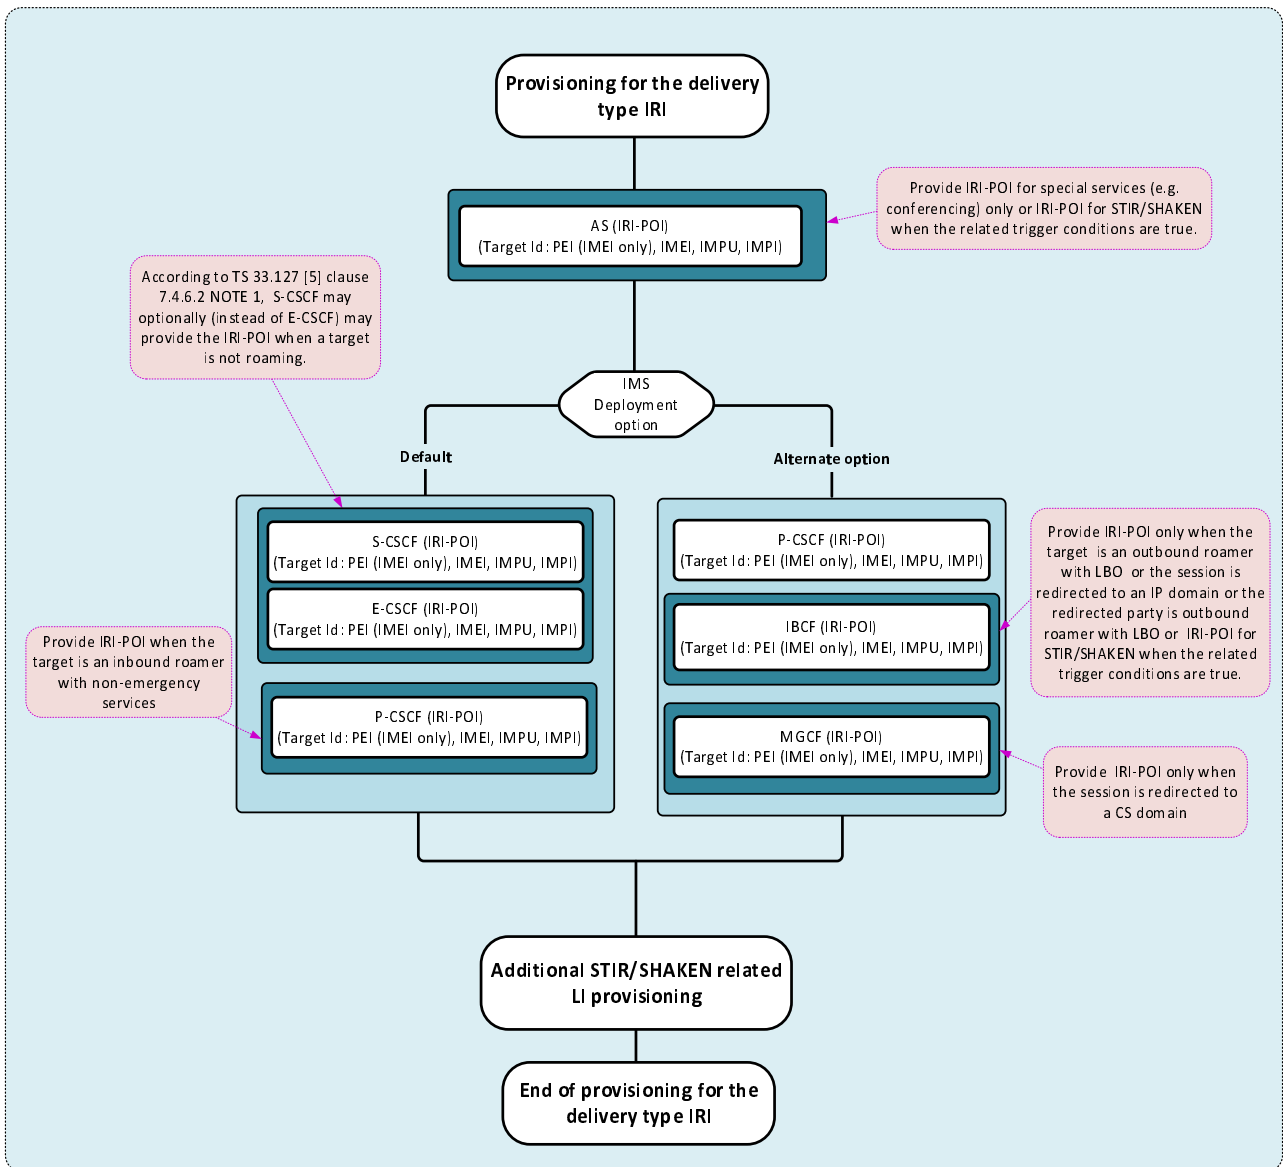 Provisioning for the delivery
type IRI
Provide IRI-POI for special services (e.g.
conferencing) only or IRI-POI for STIR/SHAKEN
when the related trigger conditions are true.
AS (IRI-POI)
(Target Id: PEI (IMEI only), IMEI, IMPU, IMPI)
According to TS 33.127 [5] clause
7.4.6.2 NOTE 1, S-CSCF may
optionally (instead of E-CSCF) may
provide the IRI-POI when a target
is not roaming.
IMS
Deployment
option
Default
Alternate option
S-CSCF (IRI-POI)
(Target Id: PEI (IMEI only), IMEI, IMPU, IMPI)
E-CSCF (IRI-POI)
(Target Id: PEI (IMEI only), IMEI, IMPU, IMPI)
Provide IRI-POI when the
target is an inbound roamer
with non-emergency
services
P-CSCF (IRI-POI)
(Target Id: PEI (IMEI only), IMEI, IMPU, IMPI)
P-CSCF (IRI-POI)
(Target Id: PEI (IMEI only), IMEI, IMPU, IMPI)
IBCF (IRI-POI)
(Target Id: PEI (IMEI only), IMEI, IMPU, IMPI)
MGCF (IRI-POI)
(Target Id: PEI (IMEI only), IMEI, IMPU, IMPI)
Provide IRI-POI only when the
target is an outbound roamer
with LBO or the session is
redirected to an IP domain or the
redirected party is outbound
roamer with LBO or IRI-POI for
STIR/SHAKEN when the related
trigger conditions are true.
Provide IRI-POI only when
the session is redirected to
a CS domain
Additional STIR/SHAKEN related
LI provisioning
End of provisioning for the
delivery type IRI